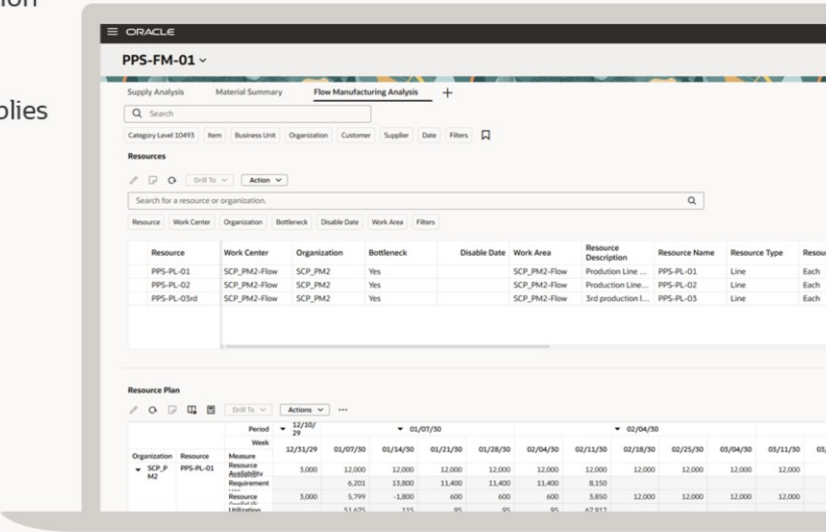 plies
ORACLE
PPS-FM-01
Supply Analysis Material Summary Flow Manufacturing Analysis
Search
Category Level 10493 Item Business Unit Organization Customer Supplier Date Filters
Resources
Drill To Action
Search for a resource or organization.
Resource Work Center Organization Bottleneck Disable Date Work Area Filters
Resource Work Center Organization Bottleneck Disable Date Work Area Resource Description Resource Name Resource Type
PPS-PL-01 SCP_PM2-Flow SCP_PM2 Yes SCP_PM2-Flow Prodution Line ... PPS-PL-01 Line Each
PPS-PL-02 SCP_PM2-Flow SCP_PM2 Yes SCP_PM2-Flow Production Line... PPS-PL-02 Line Each
PPS-PL-03rd SCP_PM2-Flow SCP_PM2 Yes SCP_PM2-Flow 3rd production l... PPS-PL-03 Line Each
Resource Plan
Drill To Actions ...
Period 12/10/29 01/07/30 02/04/30
Week 12/31/29 01/07/30 01/14/30 01/21/30 01/28/30 02/04/30 02/11/30 02/18/30 02/25/30 03/04/30 03/11/30
Organization Resource Measure
SCP_PM2 PPS-PL-01 Resource Availability 3,000 12,000 12,000 12,000 12,000 12,000 12,000 12,000 12,000 12,000 12,000
Requirement 6,201 13,800 11,400 11,400 11,400 8,150
Resource 3,000 5,799 -1,800 600 600 600 3,850 12,000 12,000 12,000 12,000
Utilization 51.675 115 95 95 95 67.917